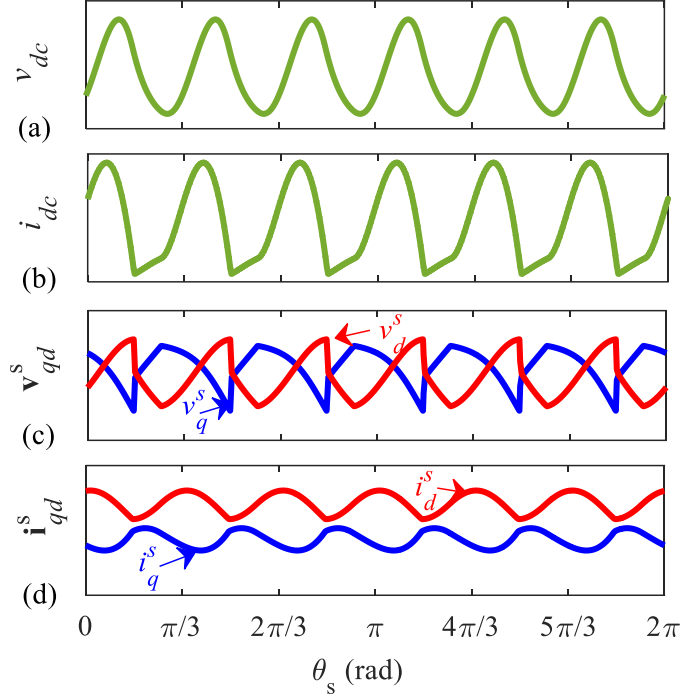 v_dc
(a)
i_dc
(b)
v^s_qd
v^s_d
v^s_q
(c)
i^s_qd
i^s_d
i^s_q
(d)
0 π/3 2π/3 π 4π/3 5π/3 2π
θ_s (rad)